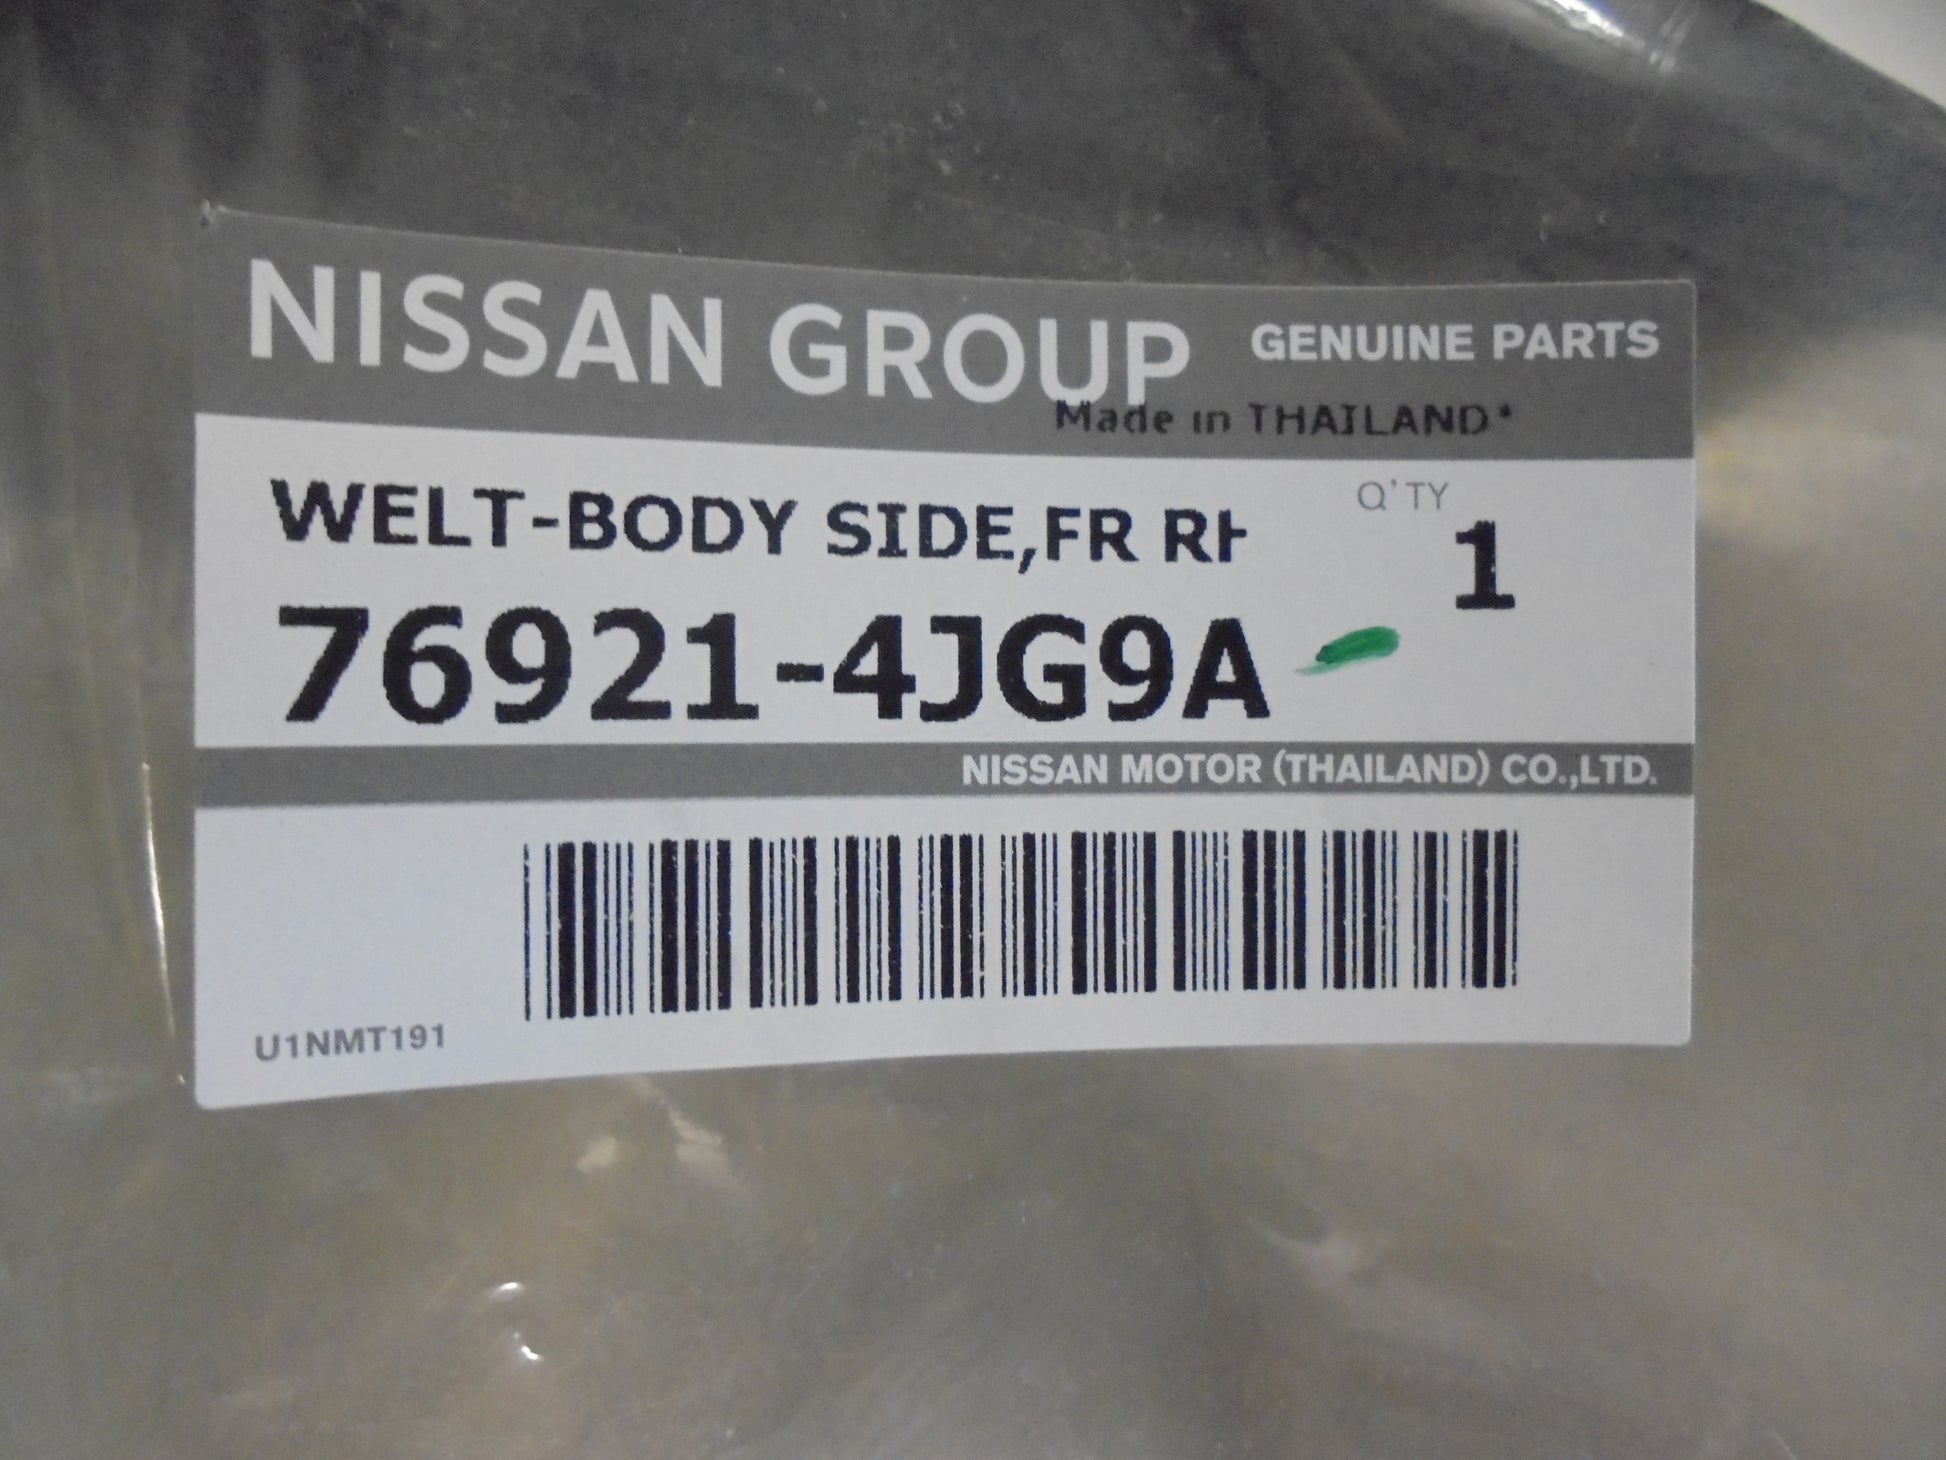 NISSAN GROUP GENUINE PARTS
Made in THAILAND*
WELT-BODY SIDE,FR RH
Q'TY 1
76921-4JG9A
NISSAN MOTOR (THAILAND) CO.,LTD.
U1NMT191